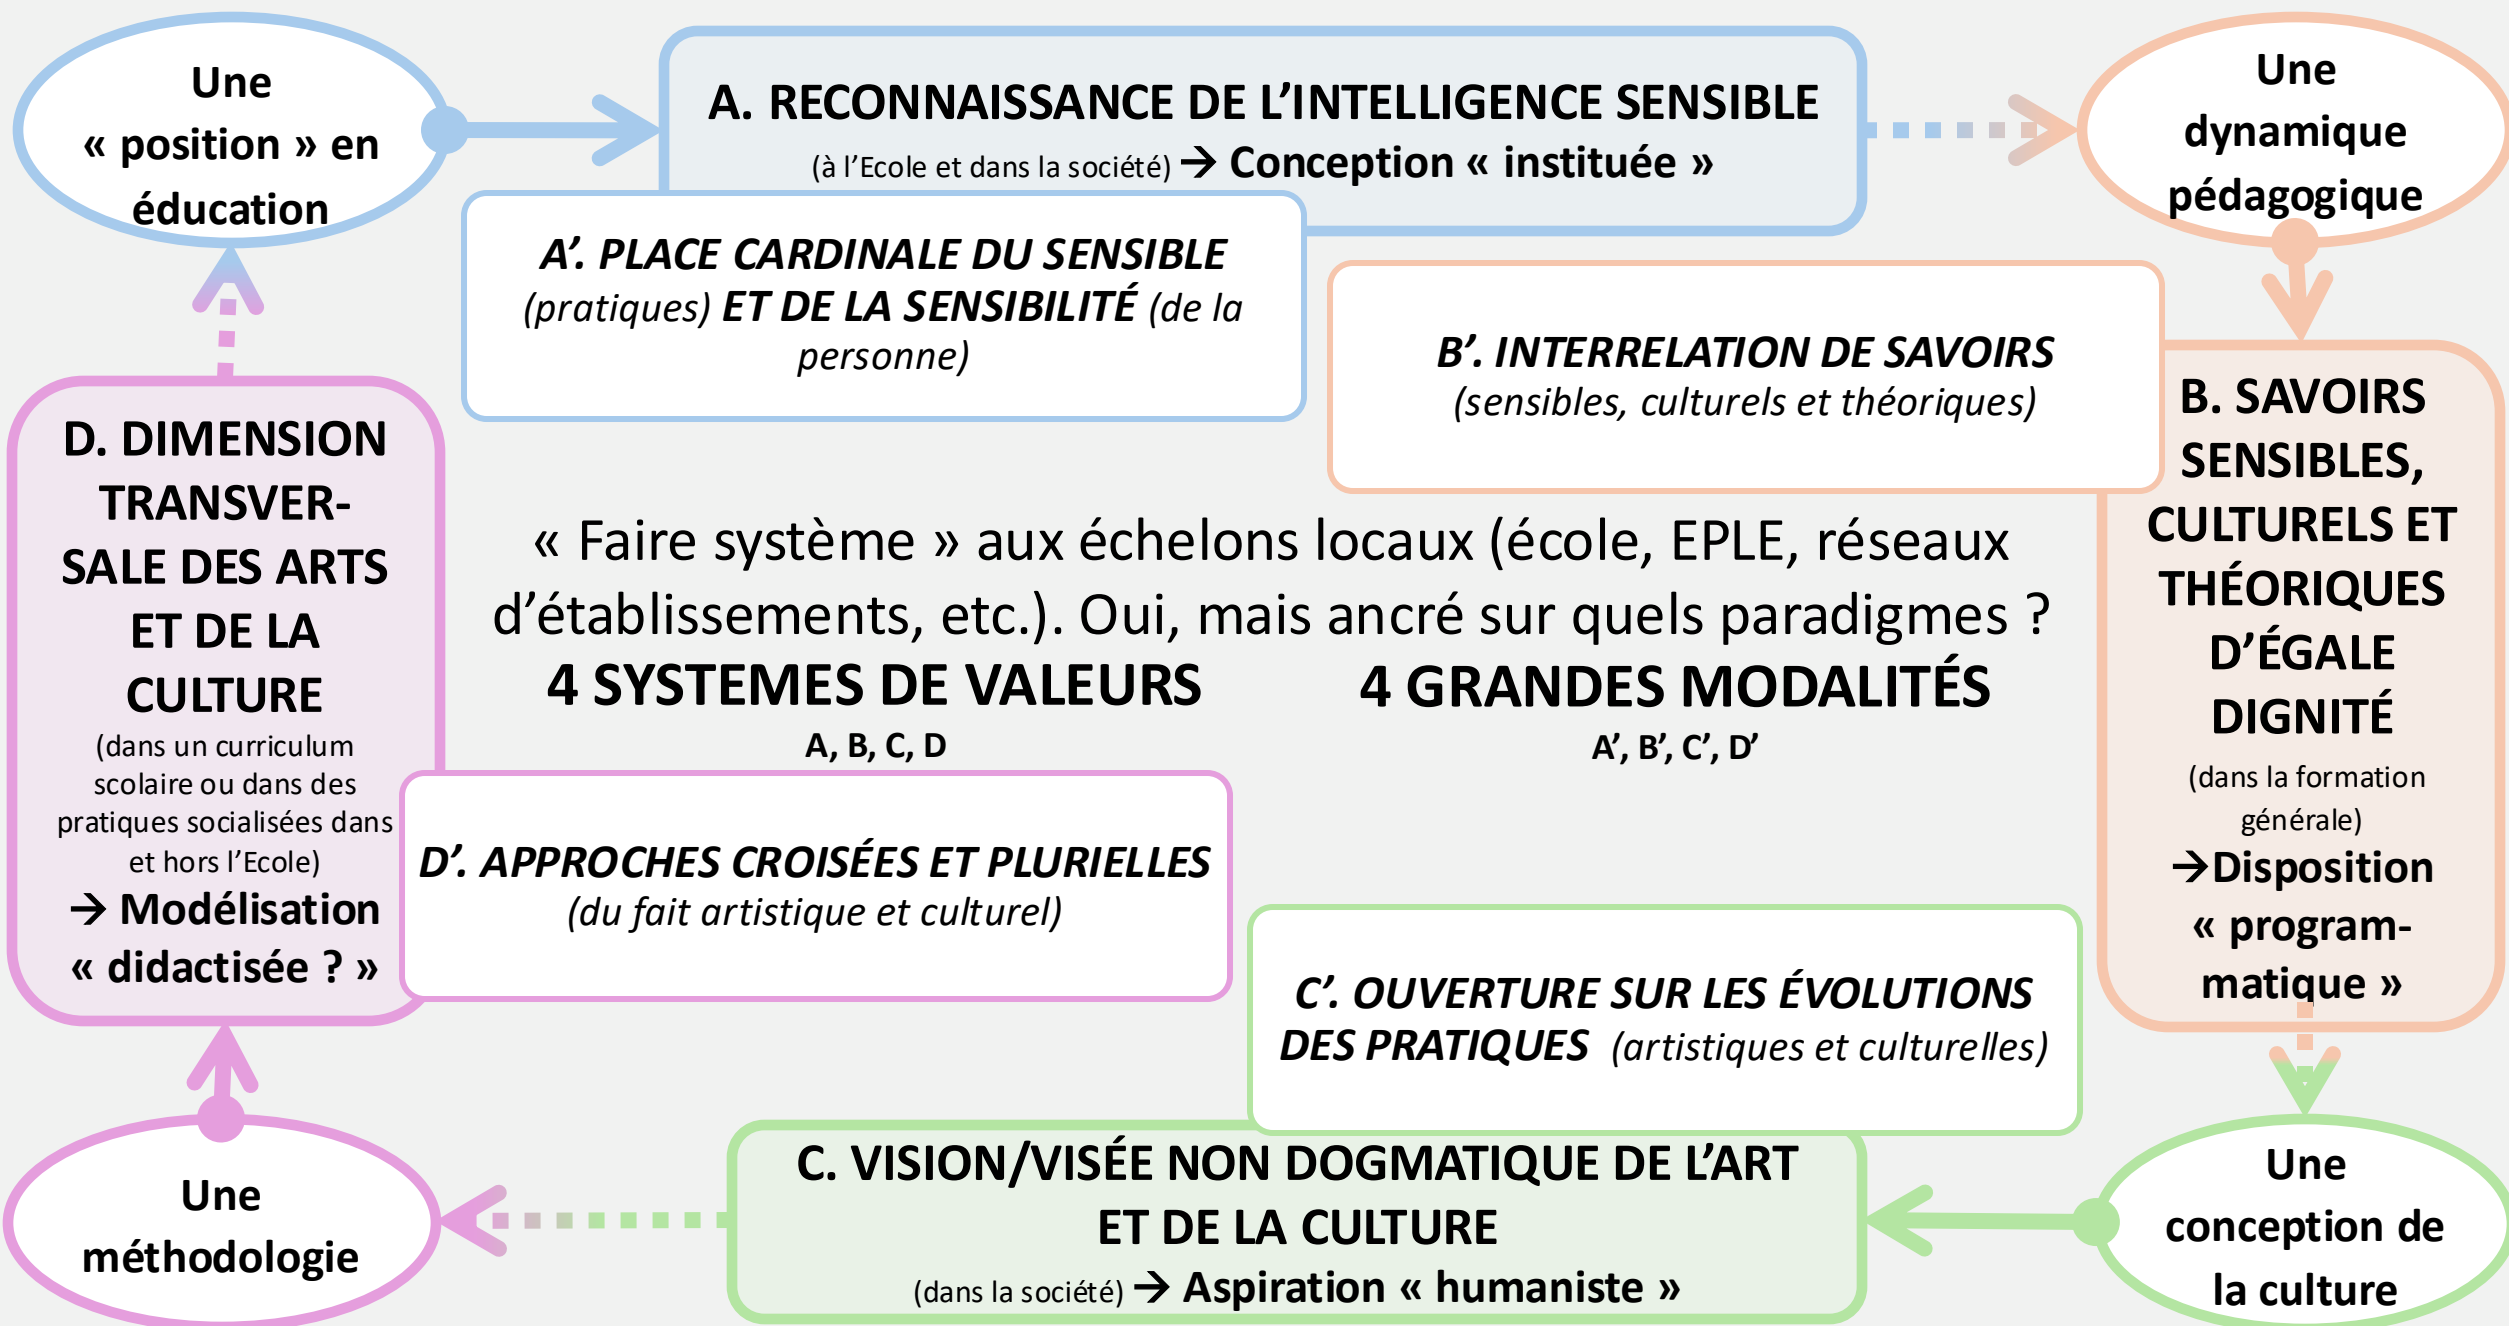 Une
« position » en
éducation
A. RECONNAISSANCE DE L’INTELLIGENCE SENSIBLE
(à l’Ecole et dans la société) → Conception « instituée »
Une
dynamique
pédagogique
A’. PLACE CARDINALE DU SENSIBLE
(pratiques) ET DE LA SENSIBILITÉ (de la
personne)
B’. INTERRELATION DE SAVOIRS
(sensibles, culturels et théoriques)
B. SAVOIRS
SENSIBLES,
CULTURELS ET
THÉORIQUES
D’ÉGALE
DIGNITÉ
(dans la formation
générale)
→Disposition
« program-
matique »
D. DIMENSION
TRANSVER-
SALE DES ARTS
ET DE LA
CULTURE
(dans un curriculum
scolaire ou dans des
pratiques socialisées dans
et hors l’Ecole)
→ Modélisation
« didactisée ? »
« Faire système » aux échelons locaux (école, EPLE, réseaux
d’établissements, etc.). Oui, mais ancré sur quels paradigmes ?
4 SYSTEMES DE VALEURS
A, B, C, D
4 GRANDES MODALITÉS
A’, B’, C’, D’
D’. APPROCHES CROISÉES ET PLURIELLES
(du fait artistique et culturel)
C’. OUVERTURE SUR LES ÉVOLUTIONS
DES PRATIQUES (artistiques et culturelles)
Une
méthodologie
C. VISION/VISÉE NON DOGMATIQUE DE L’ART
ET DE LA CULTURE
(dans la société) → Aspiration « humaniste »
Une
conception de
la culture